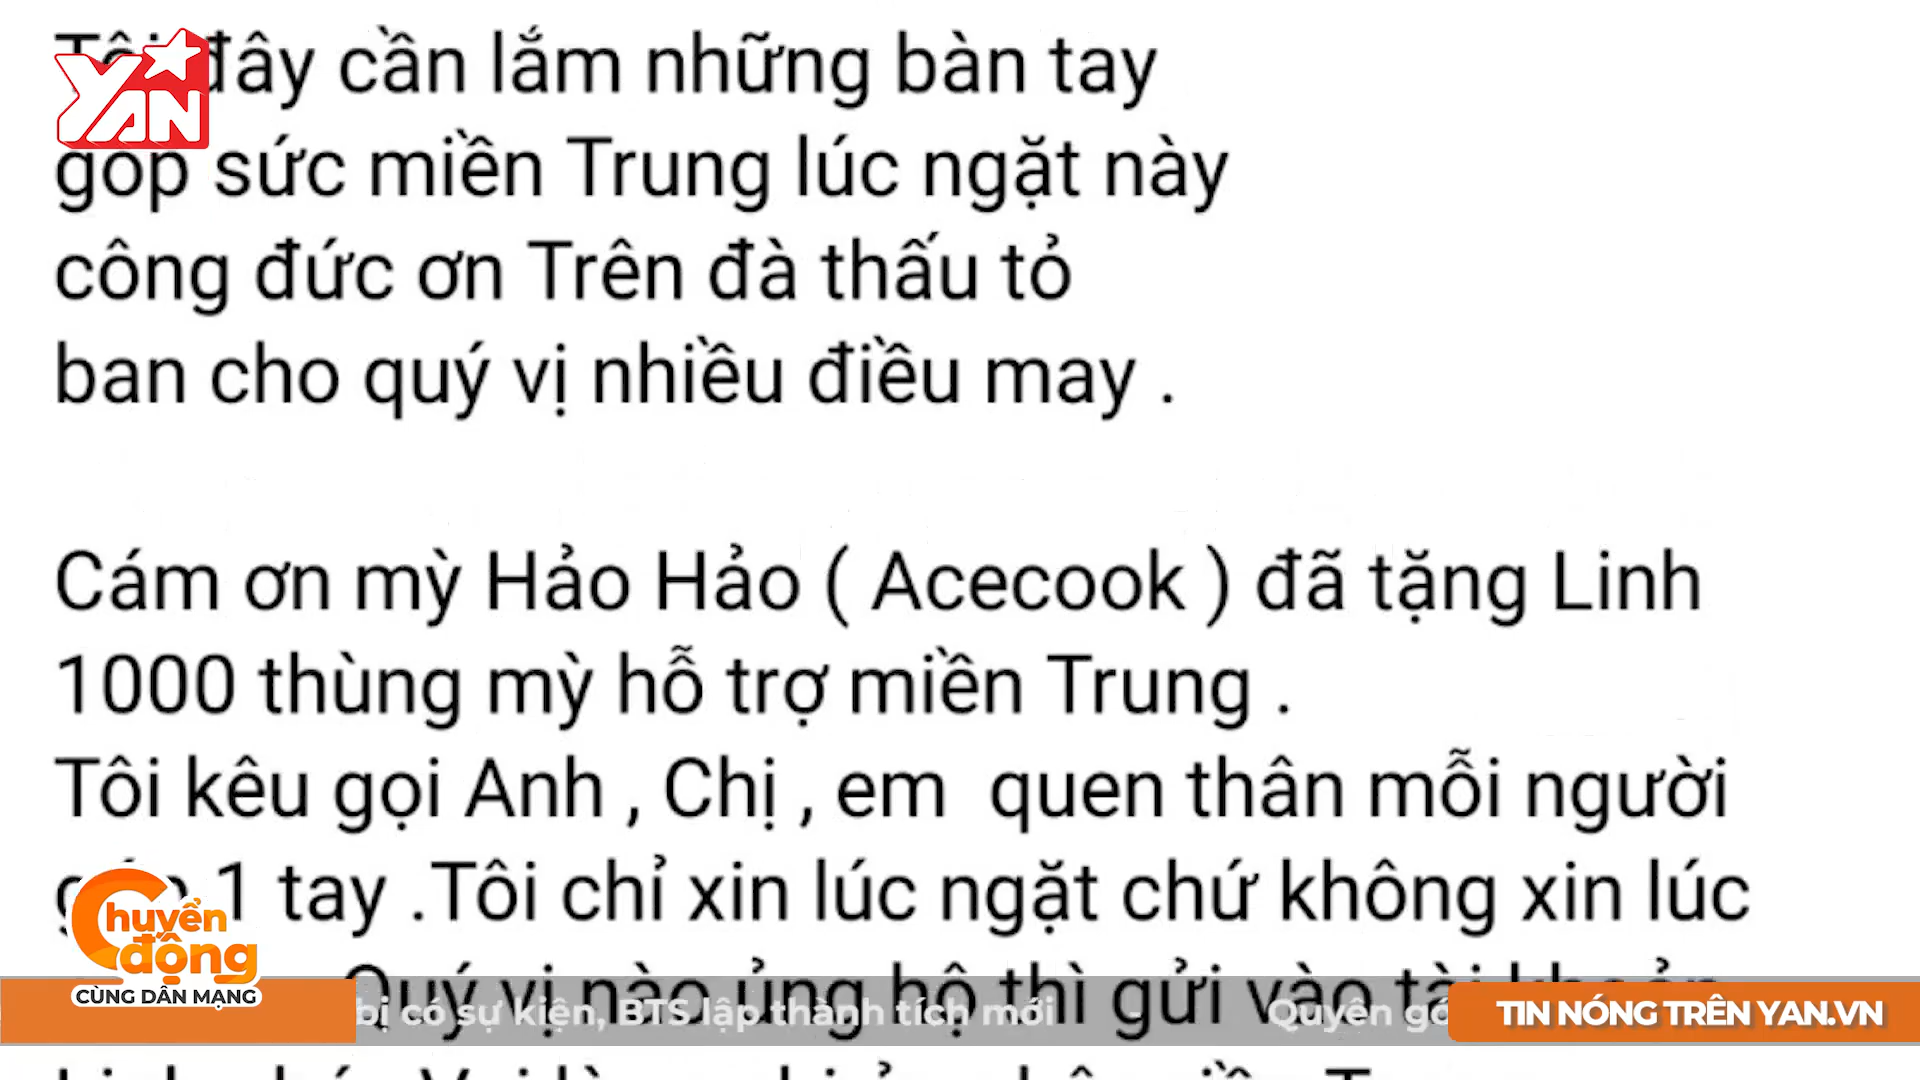 YAN
đây cần lắm những bàn tay
góp sức miền Trung lúc ngặt này
công đức ơn Trên đà thấu tỏ
ban cho quý vị nhiều điều may .
Cám ơn mỳ Hảo Hảo ( Acecook ) đã tặng Linh
1000 thùng mỳ hỗ trợ miền Trung .
Tôi kêu gọi Anh , Chị , em quen thân mỗi người
1 tay .Tôi chỉ xin lúc ngặt chứ không xin lúc
Quý vị nào ủng hộ thì gửi vào tài khoản
Chuyển động
CÙNG DÂN MẠNG
bị có sự kiện, BTS lập thành tích mới
Quyên
TIN NÓNG TRÊN YAN.VN